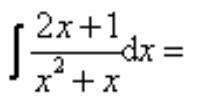 ∫ (2x+1)/(x² + x) dx =